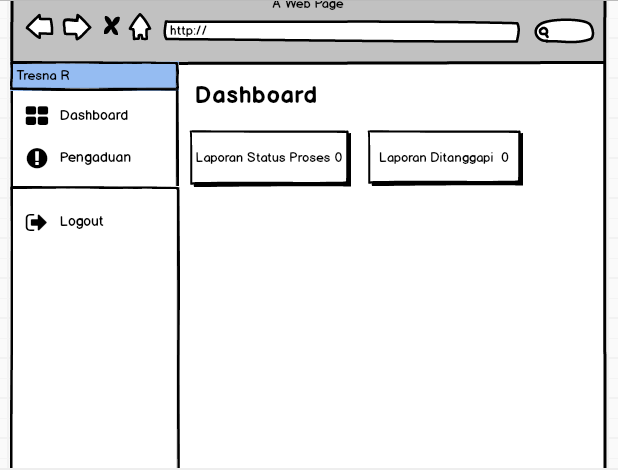 A Web Page
http://
Tresna R
Dashboard
Pengaduan
Logout
Dashboard
Laporan Status Proses 0
Laporan Ditanggapi 0